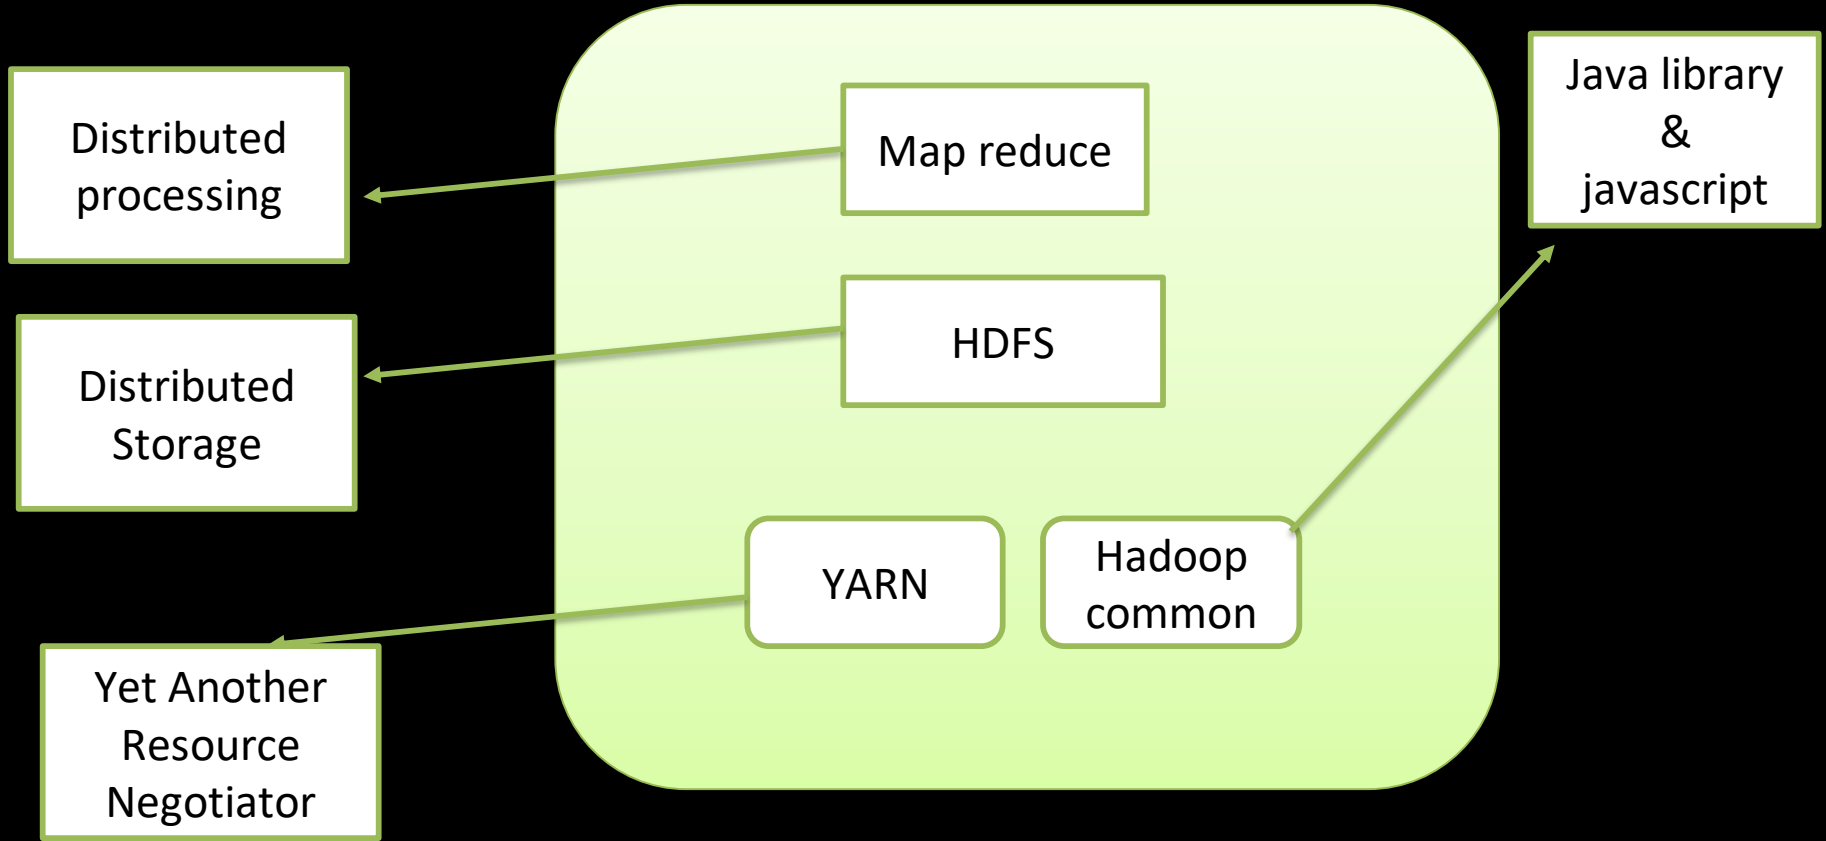 Distributed
processing
Map reduce
Java library
&
javascript
Distributed
Storage
HDFS
YARN
Hadoop
common
Yet Another
Resource
Negotiator